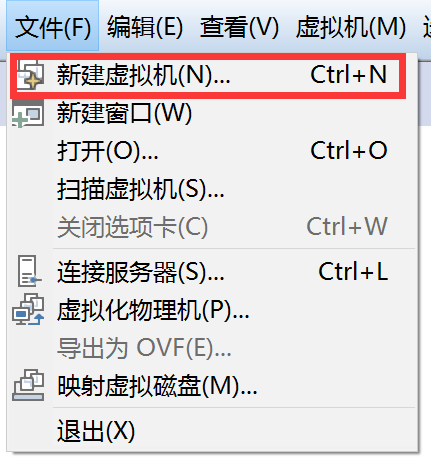 文件(F) 编辑(E) 查看(V) 虚拟机(M)
新建虚拟机(N)... Ctrl+N
新建窗口(W)
打开(O)... Ctrl+O
扫描虚拟机(S)...
关闭选项卡(C) Ctrl+W
连接服务器(S)... Ctrl+L
虚拟化物理机(P)...
导出为 OVF(E)...
映射虚拟磁盘(M)...
退出(X)